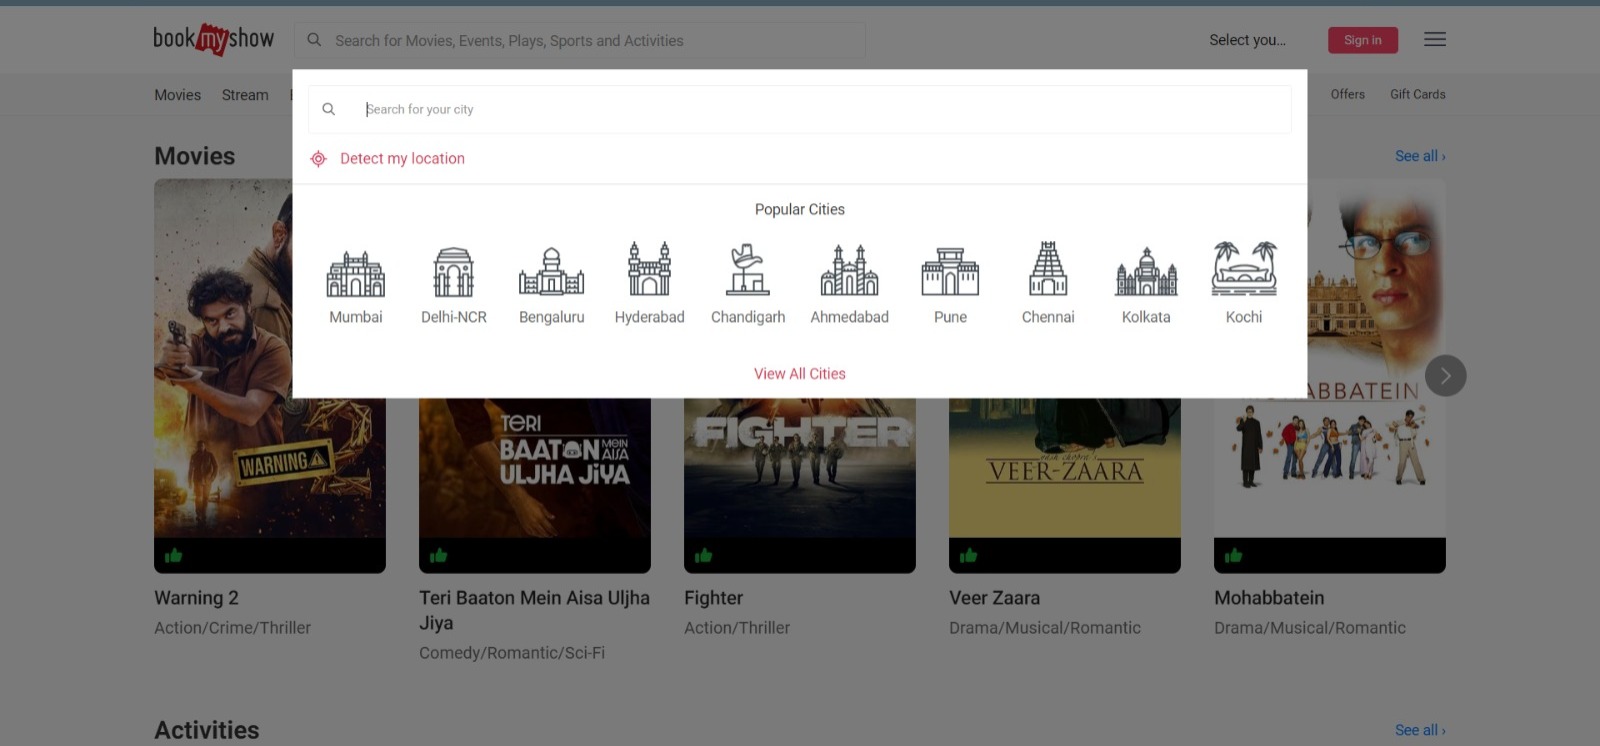 bookmyshow
Search for Movies, Events, Plays, Sports and Activities
Select you...
Sign in
Movies
Stream
Offers
Gift Cards
Search for your city
Detect my location
Popular Cities
Mumbai
Delhi-NCR
Bengaluru
Hyderabad
Chandigarh
Ahmedabad
Pune
Chennai
Kolkata
Kochi
View All Cities
Movies
See all ›
WARNING
TERI
BAATON MEIN AISA
ULJHA JIYA
FIGHTER
yash chopra's
VEER-ZAARA
ABBATEIN
Warning 2
Action/Crime/Thriller
Teri Baaton Mein Aisa Uljha
Jiya
Comedy/Romantic/Sci-Fi
Fighter
Action/Thriller
Veer Zaara
Drama/Musical/Romantic
Mohabbatein
Drama/Musical/Romantic
Activities
See all ›